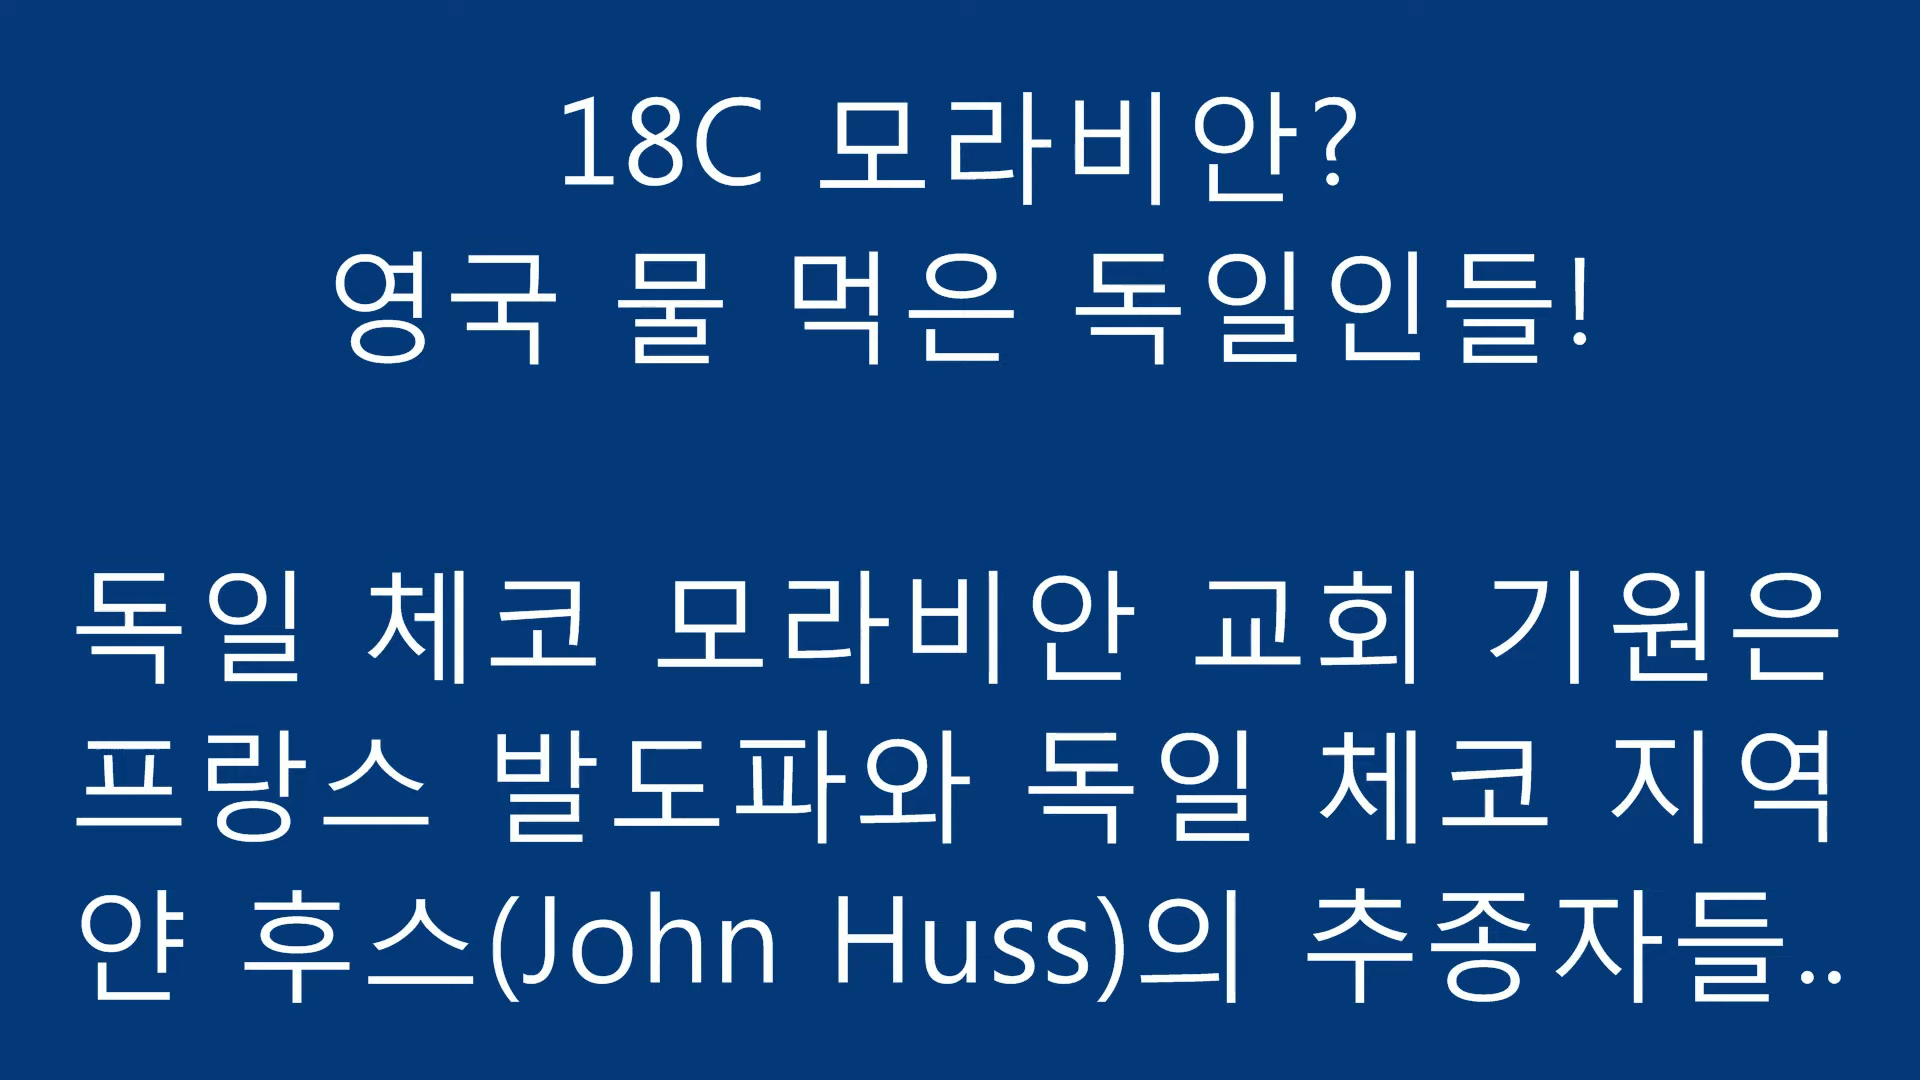 18C 모라비안?
영국 물 먹은 독일인들!
독일 체코 모라비안 교회 기원은
프랑스 발도파와 독일 체코 지역
얀 후스(John Huss)의 추종자들..